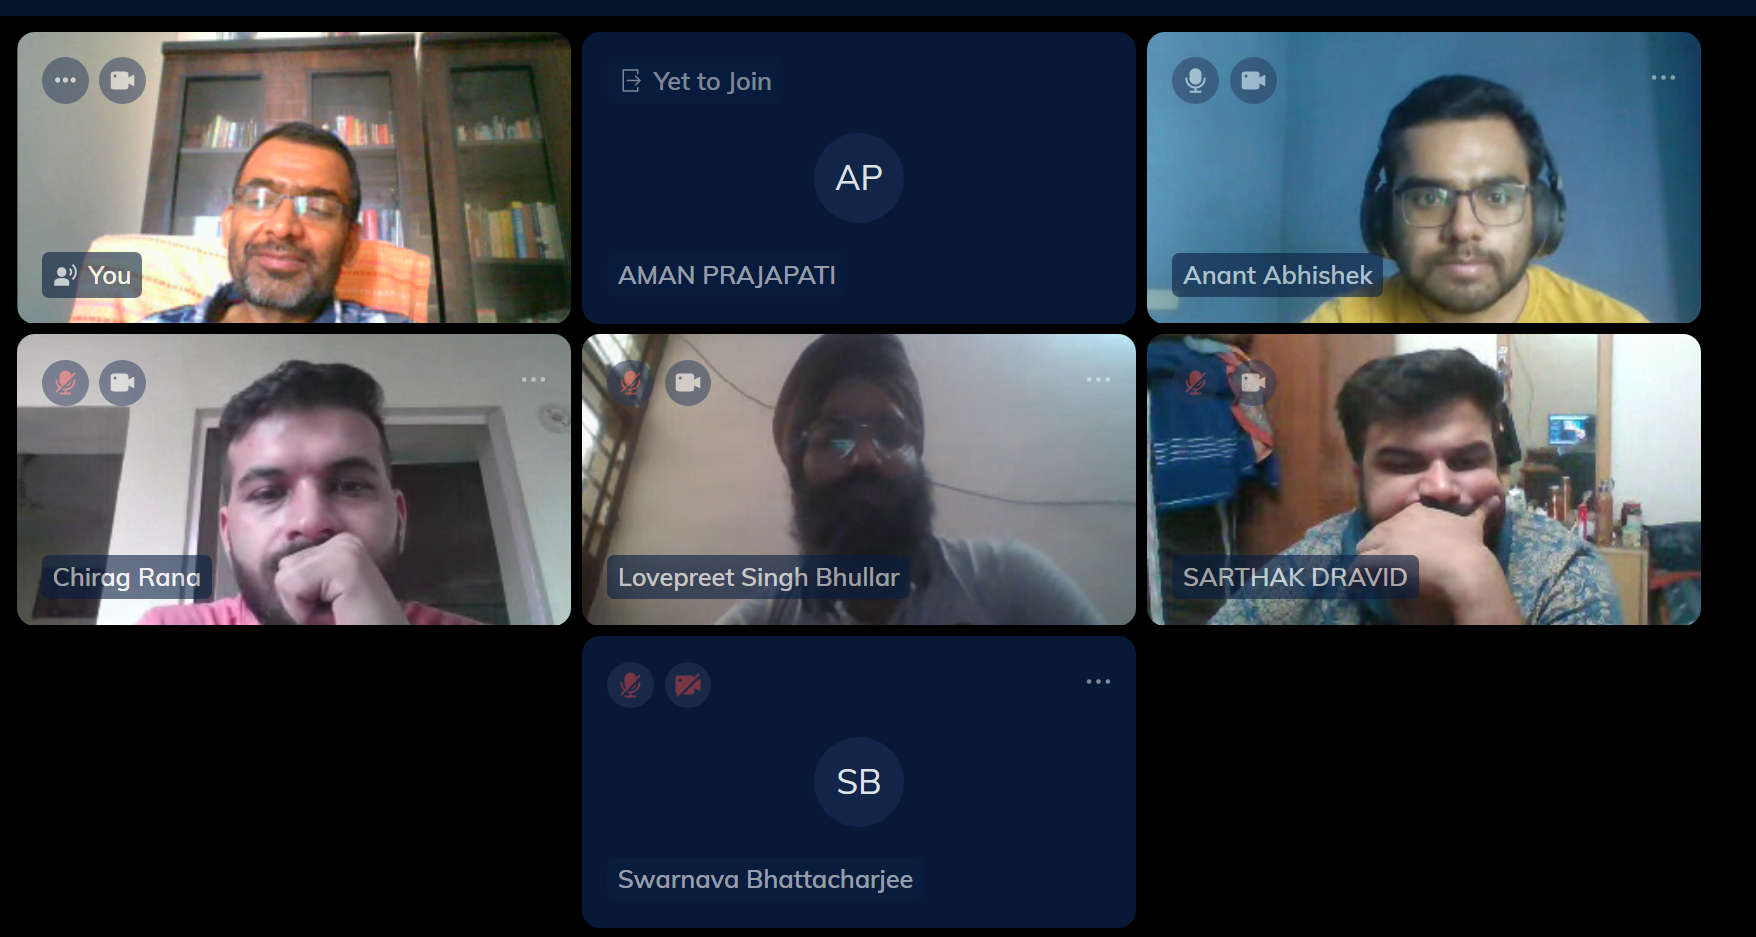 Yet to Join
AP
You
AMAN PRAJAPATI
Anant Abhishek
Chirag Rana
Lovepreet Singh Bhullar
SARTHAK DRAVID
SB
Swarnava Bhattacharjee